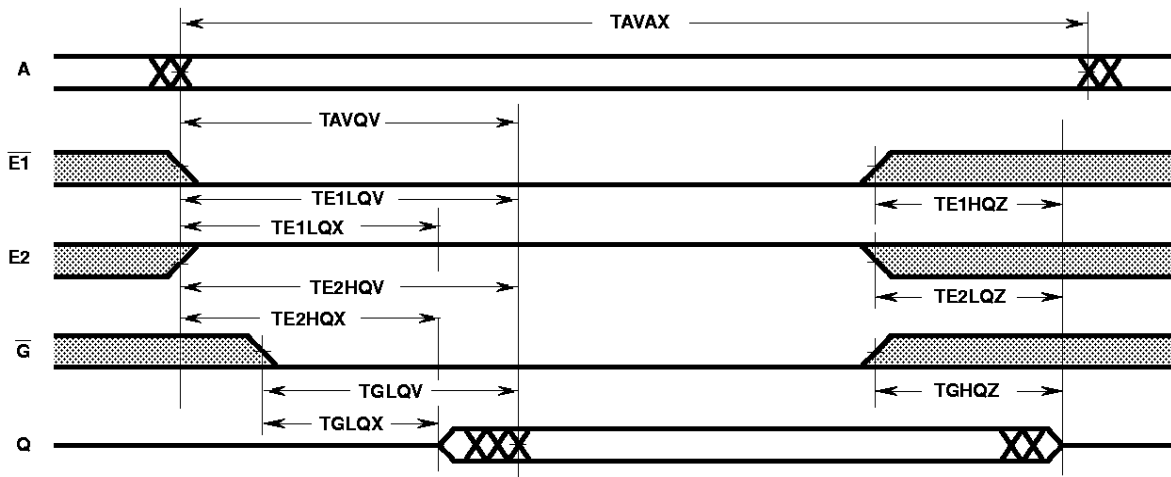 TAVAX
A
TAVQV
E1
TE1LQV
TE1HQZ
TE1LQX
E2
TE2HQV
TE2LQZ
TE2HQX
G
TGLQV
TGHQZ
TGLQX
Q